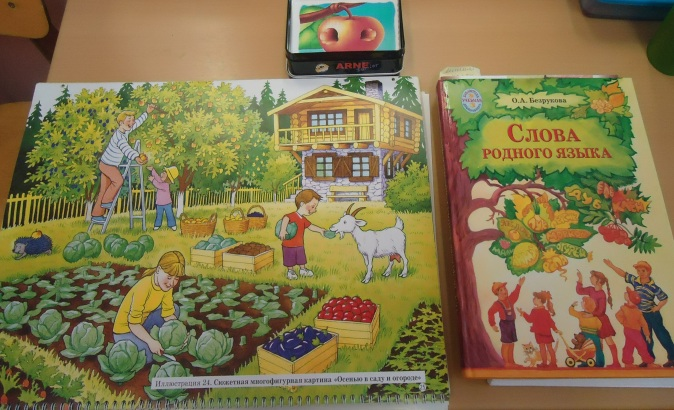 ARNE
О.А. Безрукова
СЛОВА
РОДНОГО ЯЗЫКА
Иллюстрация 24. Сюжетная многофигурная картина «Осенью в саду и огороде»